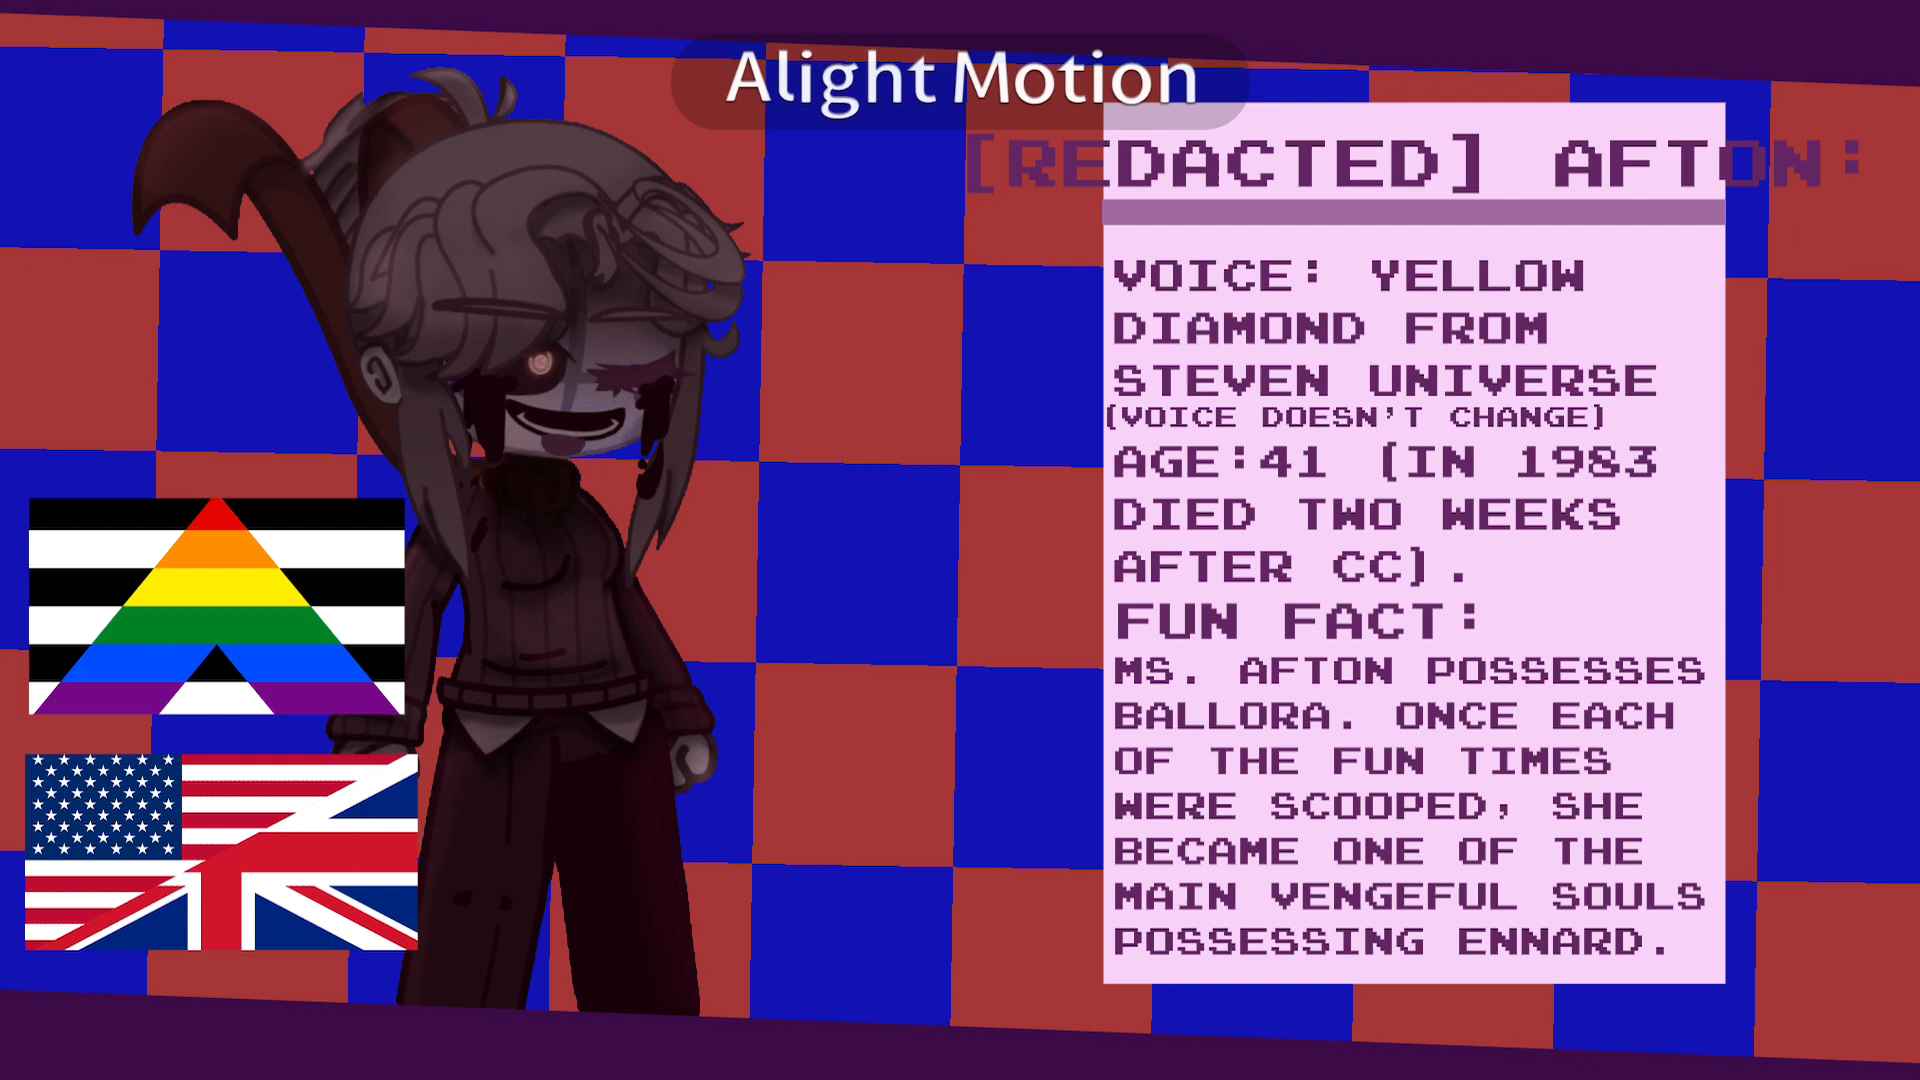 Alight Motion
[REDACTED] AFTON:
VOICE: YELLOW
DIAMOND FROM
STEVEN UNIVERSE
(VOICE DOESN'T CHANGE)
AGE:41 (IN 1983
DIED TWO WEEKS
AFTER CC).
FUN FACT:
MS. AFTON POSSESSES
BALLORA. ONCE EACH
OF THE FUN TIMES
WERE SCOOPED, SHE
BECAME ONE OF THE
MAIN VENGEFUL SOULS
POSSESSING ENNARD.